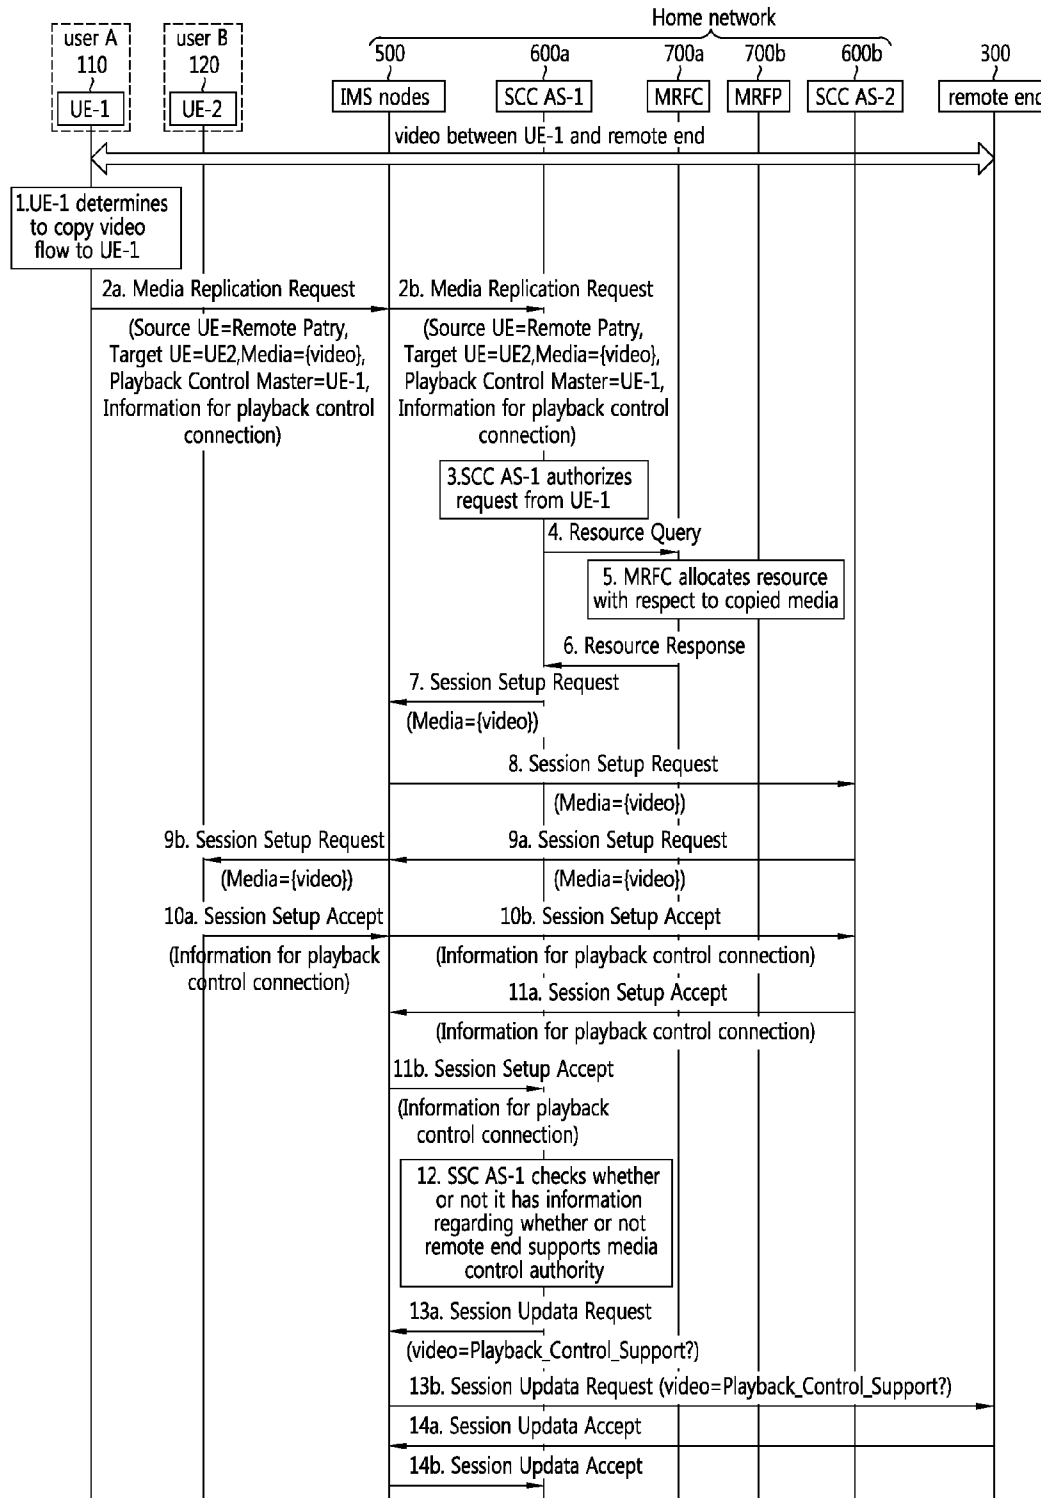 Home network
user A
user B
110
120
500
600a
700a
700b
600b
300
UE-1
UE-2
IMS nodes
SCC AS-1
MRFC
MRFP
SCC AS-2
remote end
video between UE-1 and remote end
1.UE-1 determines
to copy video
flow to UE-1
2a. Media Replication Request
(Source UE=Remote Patry,
Target UE=UE2,Media={video},
Playback Control Master=UE-1,
Information for playback control
connection)
2b. Media Replication Request
(Source UE=Remote Patry,
Target UE=UE2,Media={video},
Playback Control Master=UE-1,
Information for playback control
connection)
3.SCC AS-1 authorizes
request from UE-1
4. Resource Query
5. MRFC allocates resource
with respect to copied media
6. Resource Response
7. Session Setup Request
(Media={video})
8. Session Setup Request
(Media={video})
9b. Session Setup Request
(Media={video})
9a. Session Setup Request
(Media={video})
10a. Session Setup Accept
(Information for playback
control connection)
10b. Session Setup Accept
(Information for playback control connection)
11a. Session Setup Accept
(Information for playback control connection)
11b. Session Setup Accept
(Information for playback
control connection)
12. SSC AS-1 checks whether
or not it has information
regarding whether or not
remote end supports media
control authority
13a. Session Updata Request
(video=Playback_Control_Support?)
13b. Session Updata Request (video=Playback_Control_Support?)
14a. Session Updata Accept
14b. Session Updata Accept